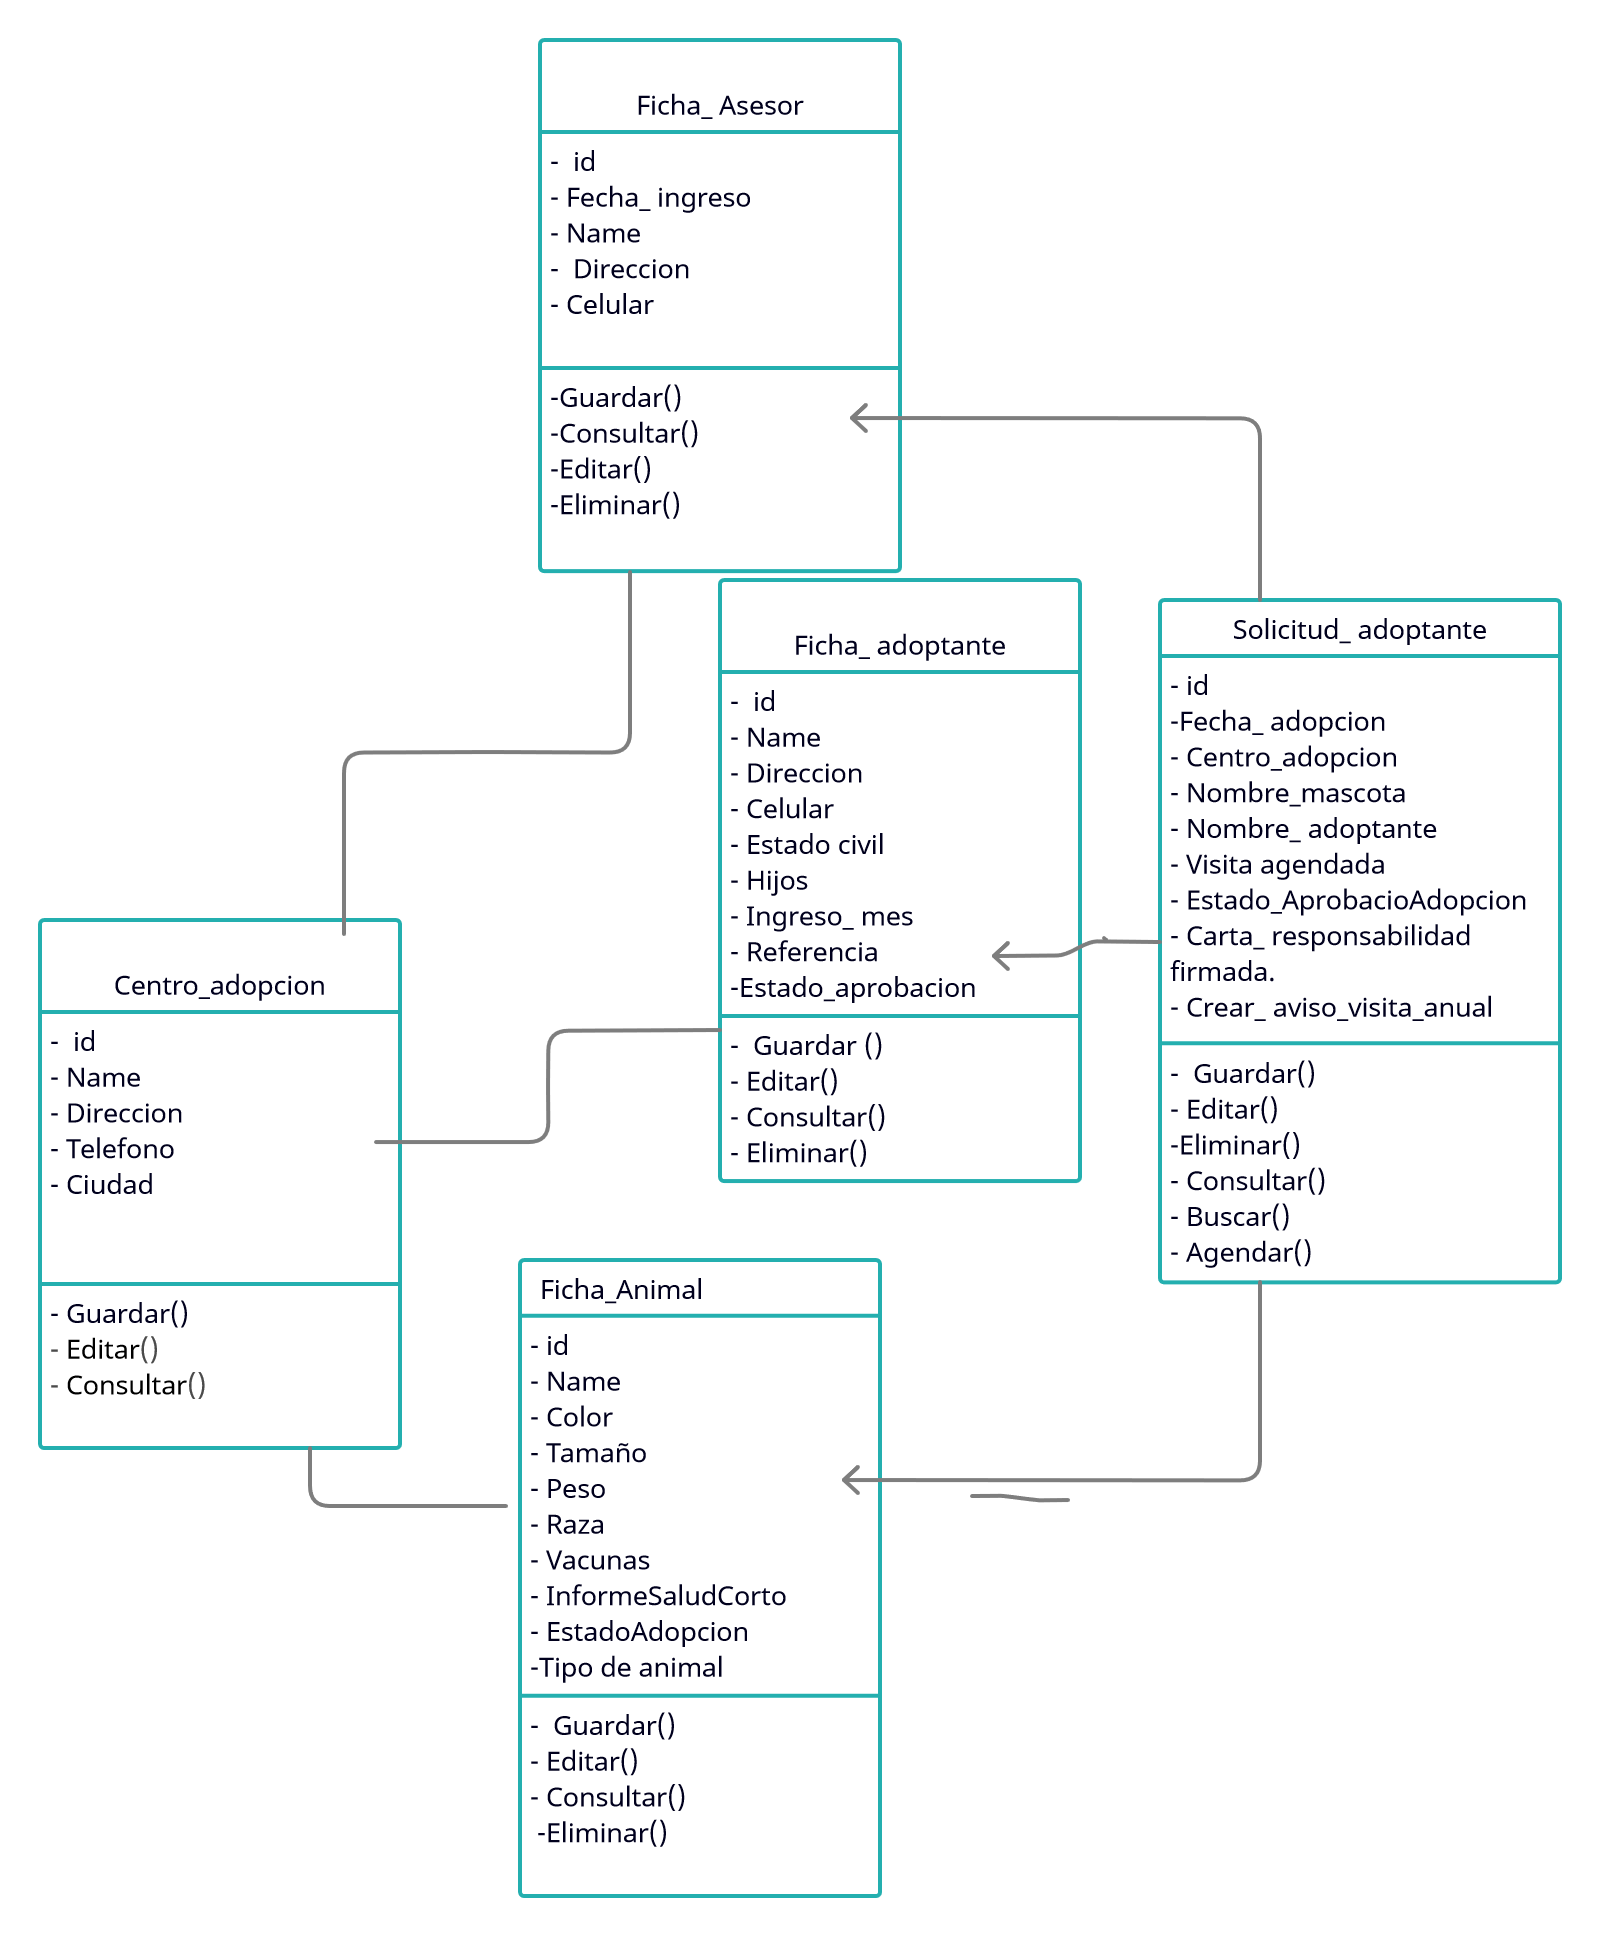 Ficha_ Asesor
-  id
- Fecha_ ingreso
- Name
-  Direccion
- Celular
-Guardar()
-Consultar()
-Editar()
-Eliminar()
Ficha_ adoptante
-  id
- Name
- Direccion
- Celular
- Estado civil
- Hijos
- Ingreso_ mes
- Referencia
-Estado_aprobacion
-  Guardar ()
- Editar()
- Consultar()
- Eliminar()
Solicitud_ adoptante
- id
-Fecha_ adopcion
- Centro_adopcion
- Nombre_mascota
- Nombre_ adoptante
- Visita agendada
- Estado_AprobacioAdopcion
- Carta_ responsabilidad
firmada.
- Crear_ aviso_visita_anual
-  Guardar()
- Editar()
-Eliminar()
- Consultar()
- Buscar()
- Agendar()
Centro_adopcion
-  id
- Name
- Direccion
- Telefono
- Ciudad
- Guardar()
- Editar()
- Consultar()
Ficha_Animal
- id
- Name
- Color
- Tamaño
- Peso
- Raza
- Vacunas
- InformeSaludCorto
- EstadoAdopcion
-Tipo de animal
-  Guardar()
- Editar()
- Consultar()
-Eliminar()